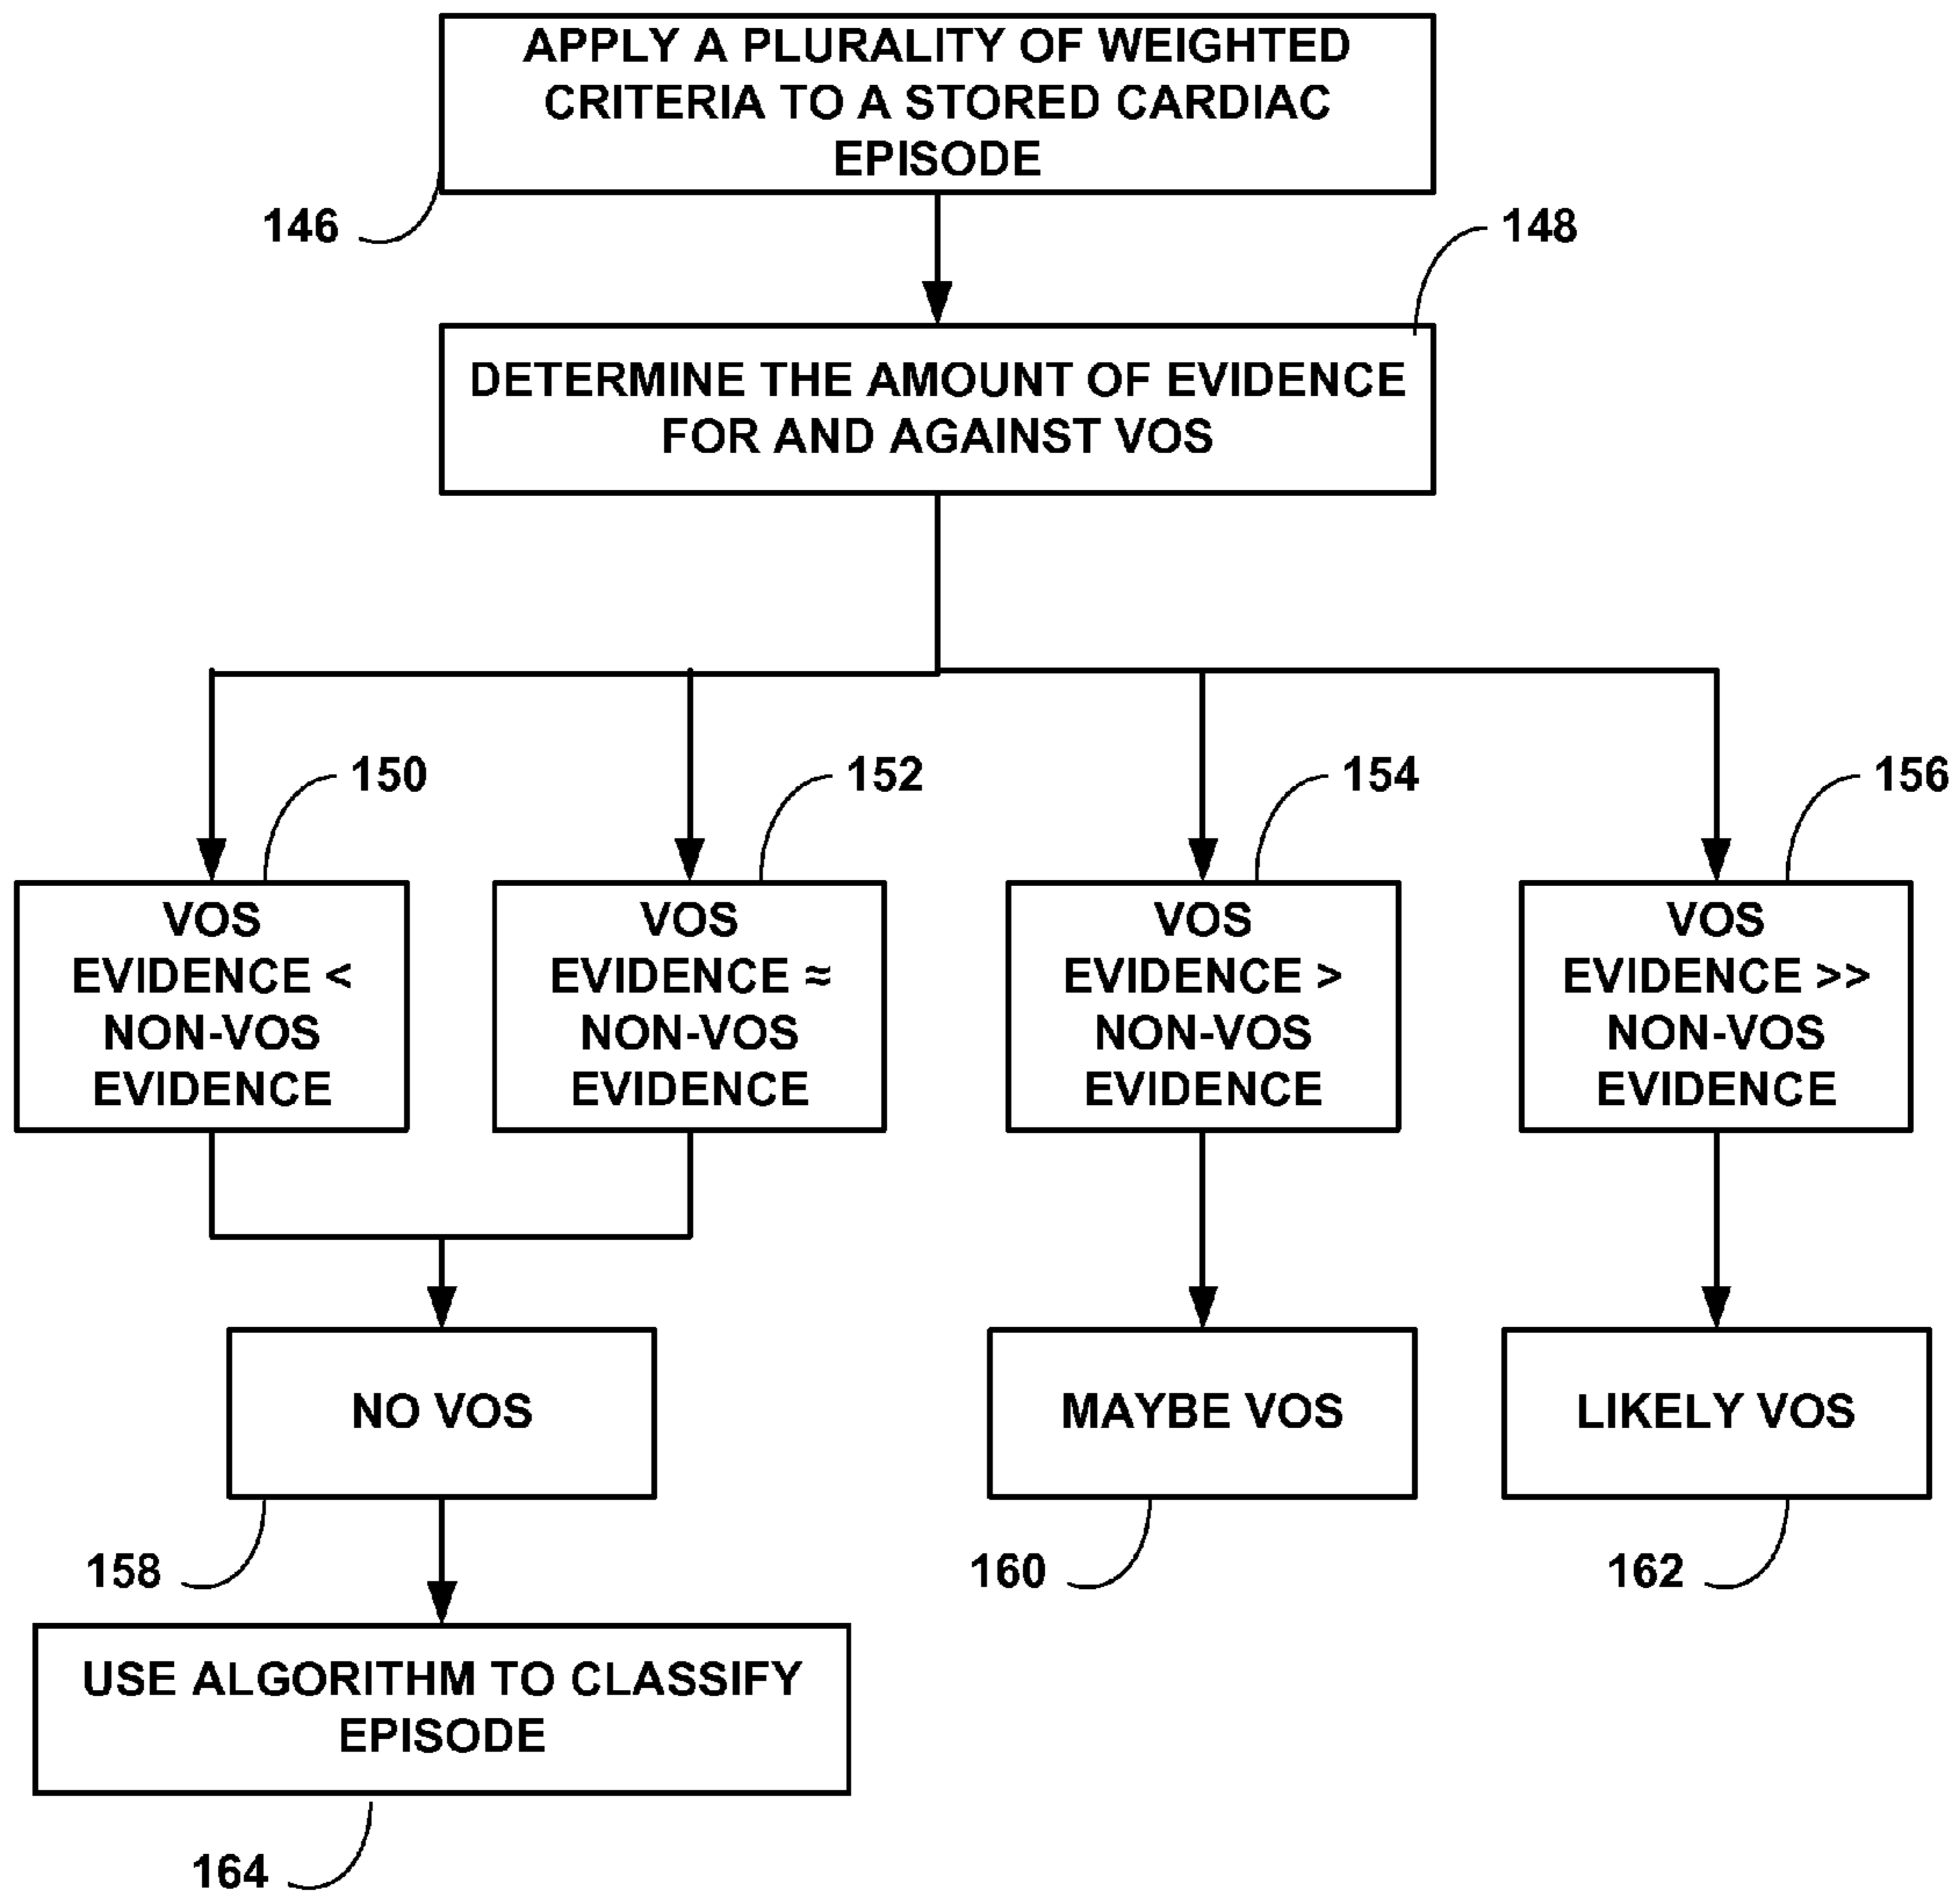 APPLY A PLURALITY OF WEIGHTED
CRITERIA TO A STORED CARDIAC
EPISODE
146
148
DETERMINE THE AMOUNT OF EVIDENCE
FOR AND AGAINST VOS
150
152
154
156
VOS
EVIDENCE <
NON-VOS
EVIDENCE
VOS
EVIDENCE ≈
NON-VOS
EVIDENCE
VOS
EVIDENCE >
NON-VOS
EVIDENCE
VOS
EVIDENCE >>
NON-VOS
EVIDENCE
NO VOS
MAYBE VOS
LIKELY VOS
158
160
162
USE ALGORITHM TO CLASSIFY
EPISODE
164